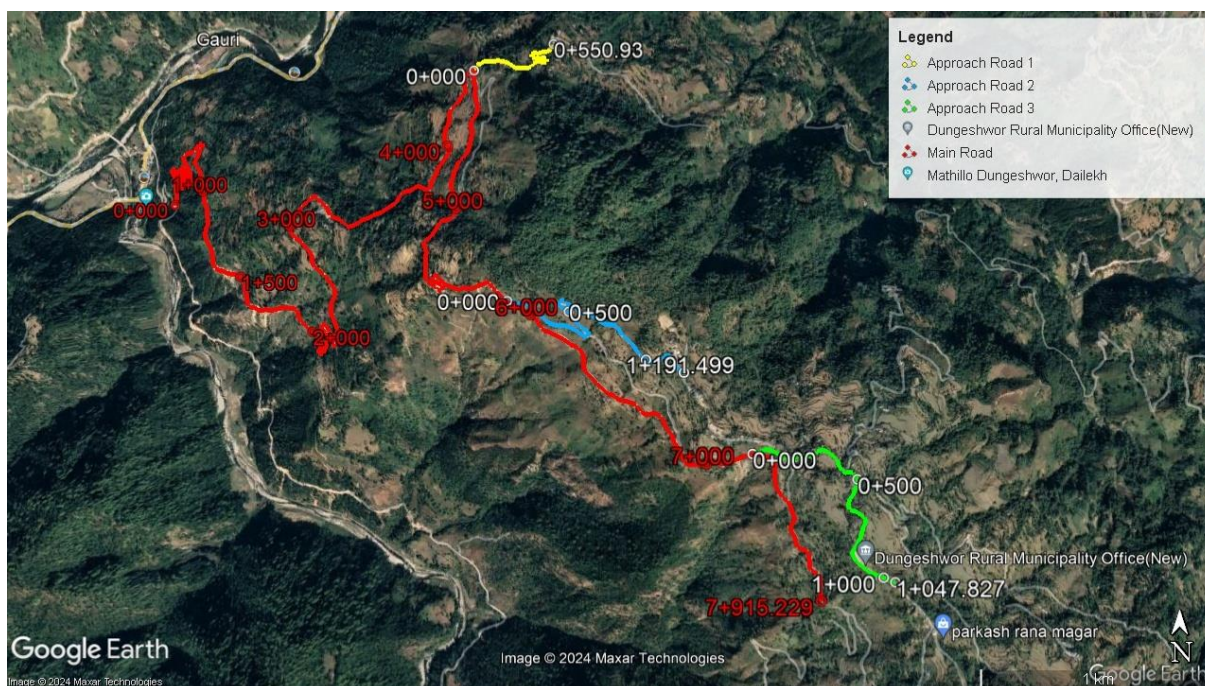 Gauri
0+550.93
0+000
Legend
Approach Road 1
Approach Road 2
Approach Road 3
Dungeshwor Rural Municipality Office(New)
Main Road
Mathillo Dungeshwor, Dailekh
4+000
1+000
0+000
5+000
3+000
1+500
0+000
6+000
0+500
2+000
1+191.499
7+000
0+000
0+500
Dungeshwor Rural Municipality Office(New)
1+000
1+047.827
7+915.229
parkash rana magar
N
Google Earth
Image © 2024 Maxar Technologies
1 km
Google Earth
Image © 2024 Maxar Technologies